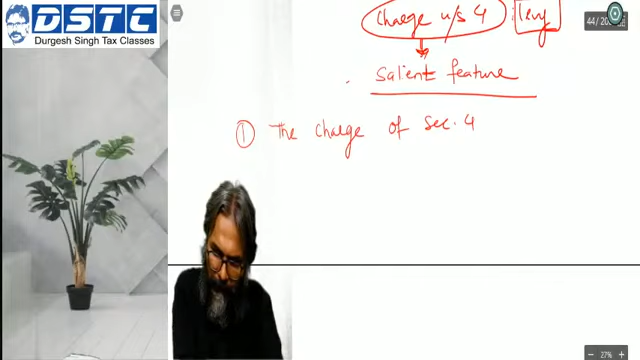 DSTC
Durgesh Singh Tax Classes
Charge u/s 4 : levy
44/20
Salient feature
① The charge of sec. 4
27%